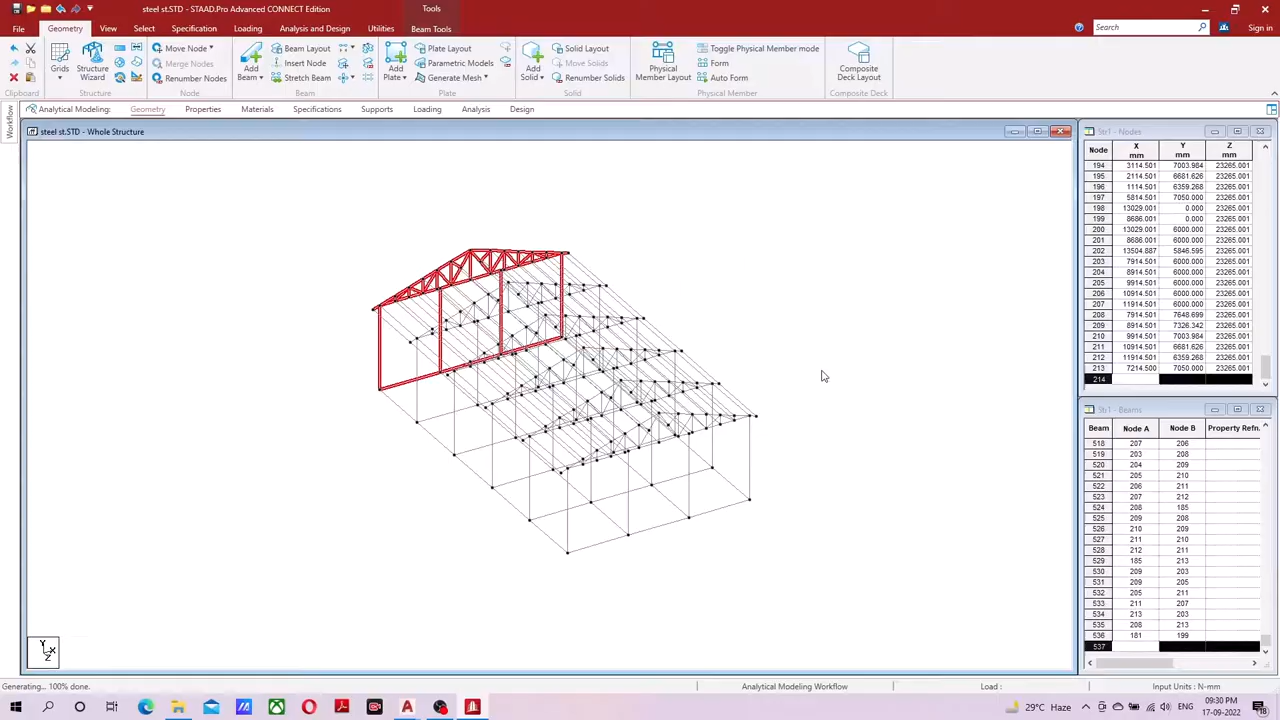 steel st.STD - STAAD.Pro Advanced CONNECT Edition
Tools
File Geometry View Select Specification Loading Analysis and Design Utilities Beam Tools
Search
Sign in
Grids Structure Wizard
Move Node
Merge Nodes
Renumber Nodes
Add Beam
Beam Layout
Insert Node
Stretch Beam
Add Plate
Plate Layout
Parametric Models
Generate Mesh
Add Solid
Solid Layout
Move Solids
Renumber Solids
Physical Member Layout
Toggle Physical Member mode
Form
Auto Form
Composite Deck Layout
Clipboard Structure Node Beam Plate Solid Physical Member Composite Deck
Workflow
Analytical Modeling: Geometry Properties Materials Specifications Supports Loading Analysis Design
steel st.STD - Whole Structure
Str1 - Nodes
Node X mm Y mm Z mm
194 3114.501 7003.984 23265.001
195 2114.501 6681.626 23265.001
196 1114.501 6359.268 23265.001
197 5814.501 7050.000 23265.001
198 13029.001 0.000 23265.001
199 8686.001 0.000 23265.001
200 13029.001 6000.000 23265.001
201 8686.001 6000.000 23265.001
202 13504.887 5846.595 23265.001
203 7914.501 6000.000 23265.001
204 8914.501 6000.000 23265.001
205 9914.501 6000.000 23265.001
206 10914.501 6000.000 23265.001
207 11914.501 6000.000 23265.001
208 7914.501 7648.699 23265.001
209 8914.501 7326.342 23265.001
210 9914.501 7003.984 23265.001
211 10914.501 6681.626 23265.001
212 11914.501 6359.268 23265.001
213 7214.500 7050.000 23265.001
214
Str1 - Beams
Beam Node A Node B Property Refn.
518 207 206
519 203 208
520 204 209
521 205 210
522 206 211
523 207 212
524 208 185
525 209 208
526 210 209
527 211 210
528 212 211
529 185 213
530 209 203
531 209 205
532 205 211
533 211 207
534 213 203
535 208 213
536 181 199
537
Y
X
Z
Generating... 100% done.
Analytical Modeling Workflow
Load :
Input Units : N-mm
29°C Haze
ENG
09:30 PM
17-09-2022
18